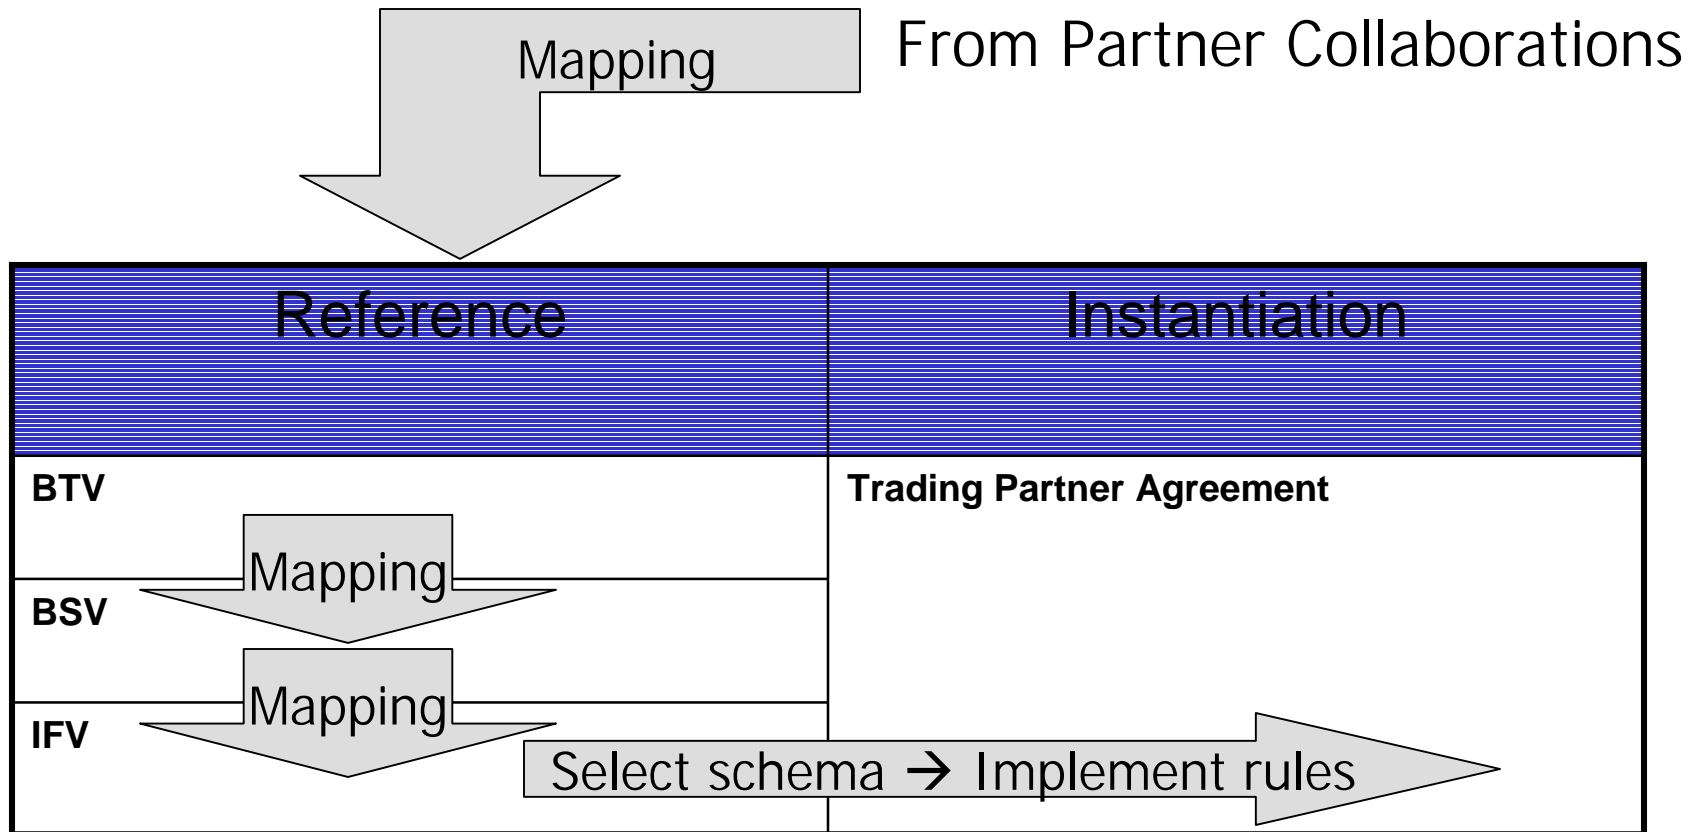 Mapping
From Partner Collaborations
Reference
Instantiation
BTV
Trading Partner Agreement
Mapping
BSV
Mapping
IFV
Select schema → Implement rules